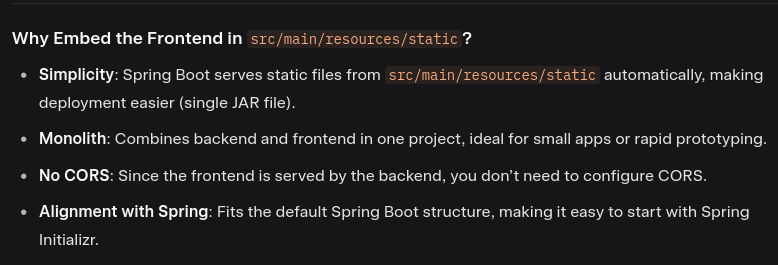 Why Embed the Frontend in src/main/resources/static?
• Simplicity: Spring Boot serves static files from src/main/resources/static automatically, making
deployment easier (single JAR file).
• Monolith: Combines backend and frontend in one project, ideal for small apps or rapid prototyping.
• No CORS: Since the frontend is served by the backend, you don’t need to configure CORS.
• Alignment with Spring: Fits the default Spring Boot structure, making it easy to start with Spring
Initializr.